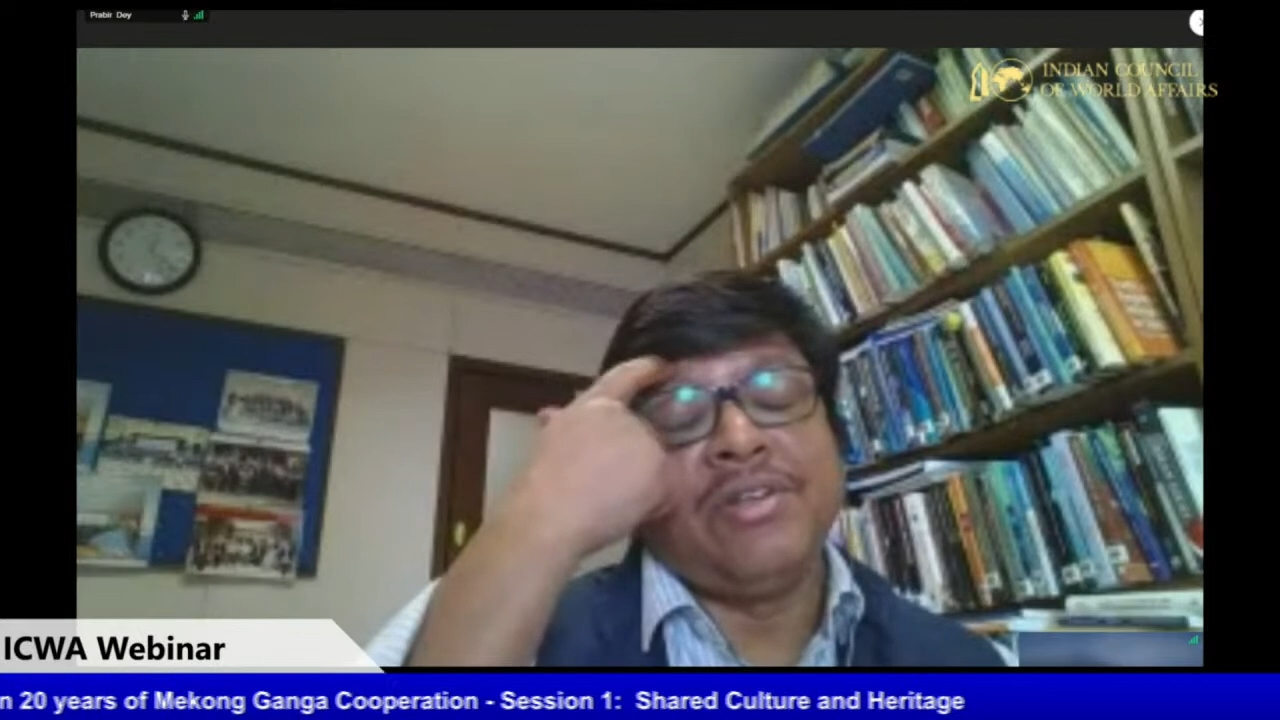 Prabir Dey
INDIAN COUNCIL
OF WORLD AFFAIRS
ICWA Webinar
n 20 years of Mekong Ganga Cooperation - Session 1: Shared Culture and Heritage